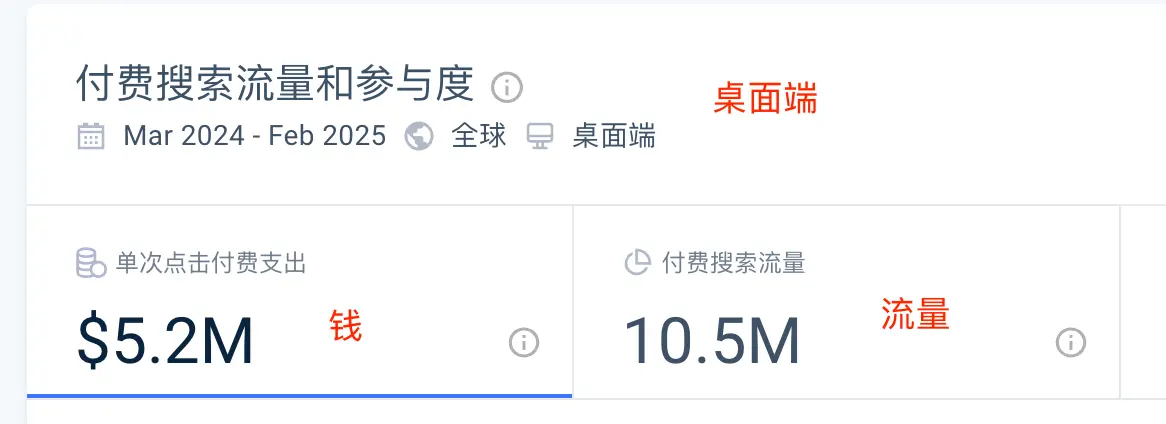 付费搜索流量和参与度
桌面端
Mar 2024 - Feb 2025 全球 桌面端
单次点击付费支出
付费搜索流量
$5.2M
钱
10.5M
流量